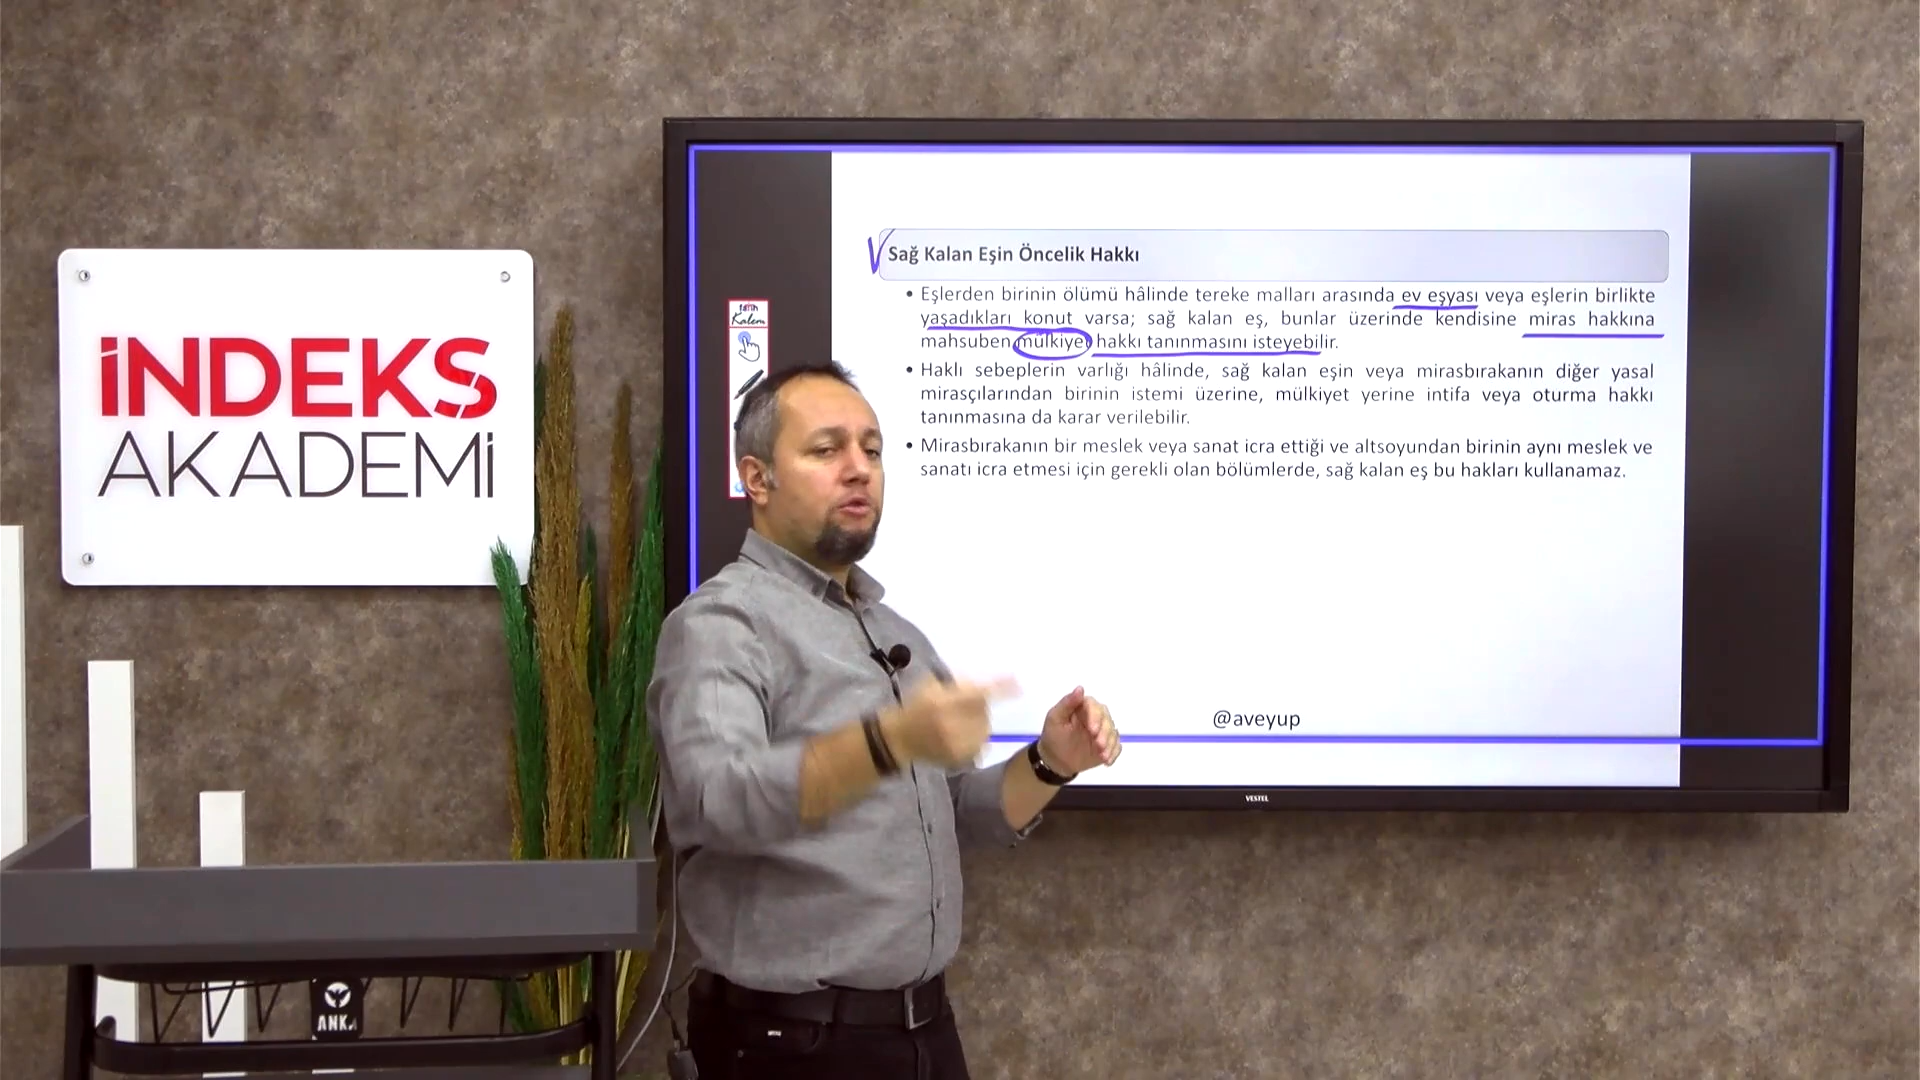 İNDEKS
AKADEMİ
Kalem
Sağ Kalan Eşin Öncelik Hakkı
• Eşlerden birinin ölümü hâlinde tereke malları arasında ev eşyası veya eşlerin birlikte
yaşadıkları konut varsa; sağ kalan eş, bunlar üzerinde kendisine miras hakkına
mahsuben mülkiyet hakkı tanınmasını isteyebilir.
• Haklı sebeplerin varlığı hâlinde, sağ kalan eşin veya mirasbırakanın diğer yasal
mirasçılarından birinin istemi üzerine, mülkiyet yerine intifa veya oturma hakkı
tanınmasına da karar verilebilir.
• Mirasbırakanın bir meslek veya sanat icra ettiği ve altsoyundan birinin aynı meslek ve
sanatı icra etmesi için gerekli olan bölümlerde, sağ kalan eş bu hakları kullanamaz.
@aveyup
VESTEL
ANKA